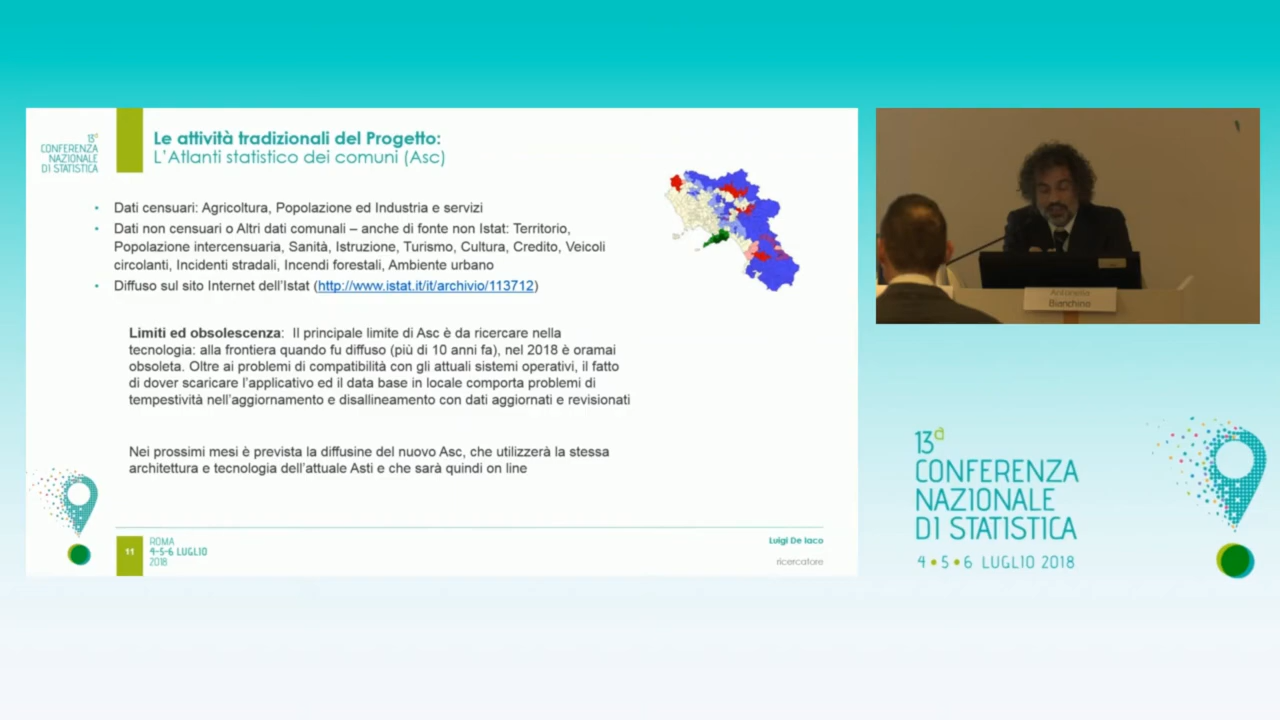 13ª
CONFERENZA
NAZIONALE
DI STATISTICA
Le attività tradizionali del Progetto:
L'Atlanti statistico dei comuni (Asc)
• Dati censuari: Agricoltura, Popolazione ed Industria e servizi
• Dati non censuari o Altri dati comunali – anche di fonte non Istat: Territorio,
Popolazione intercensuaria, Sanità, Istruzione, Turismo, Cultura, Credito, Veicoli
circolanti, Incidenti stradali, Incendi forestali, Ambiente urbano
• Diffuso sul sito Internet dell'Istat (http://www.istat.it/it/archivio/113712)
Limiti ed obsolescenza: Il principale limite di Asc è da ricercare nella
tecnologia: alla frontiera quando fu diffuso (più di 10 anni fa), nel 2018 è oramai
obsoleta. Oltre ai problemi di compatibilità con gli attuali sistemi operativi, il fatto
di dover scaricare l'applicativo ed il data base in locale comporta problemi di
tempestività nell'aggiornamento e disallineamento con dati aggiornati e revisionati
Nei prossimi mesi è prevista la diffusine del nuovo Asc, che utilizzerà la stessa
architettura e tecnologia dell'attuale Asti e che sarà quindi on line
11
ROMA
4-5-6 LUGLIO
2018
Luigi De Iaco
ricercatore
Antonella
Bianchino
13ª
CONFERENZA
NAZIONALE
DI STATISTICA
4•5•6 LUGLIO 2018